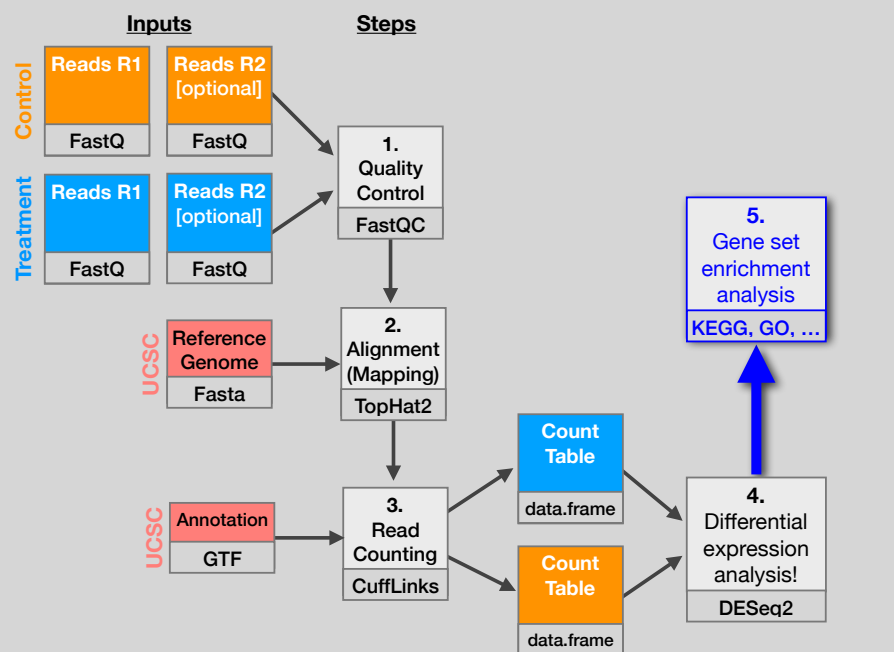 Inputs
Steps
Control
Reads R1
FastQ
Reads R2
[optional]
FastQ
Treatment
Reads R1
FastQ
Reads R2
[optional]
FastQ
1.
Quality
Control
FastQC
UCSC
Reference
Genome
Fasta
2.
Alignment
(Mapping)
TopHat2
UCSC
Annotation
GTF
3.
Read
Counting
CuffLinks
Count
Table
data.frame
Count
Table
data.frame
4.
Differential
expression
analysis!
DESeq2
5.
Gene set
enrichment
analysis
KEGG, GO, …